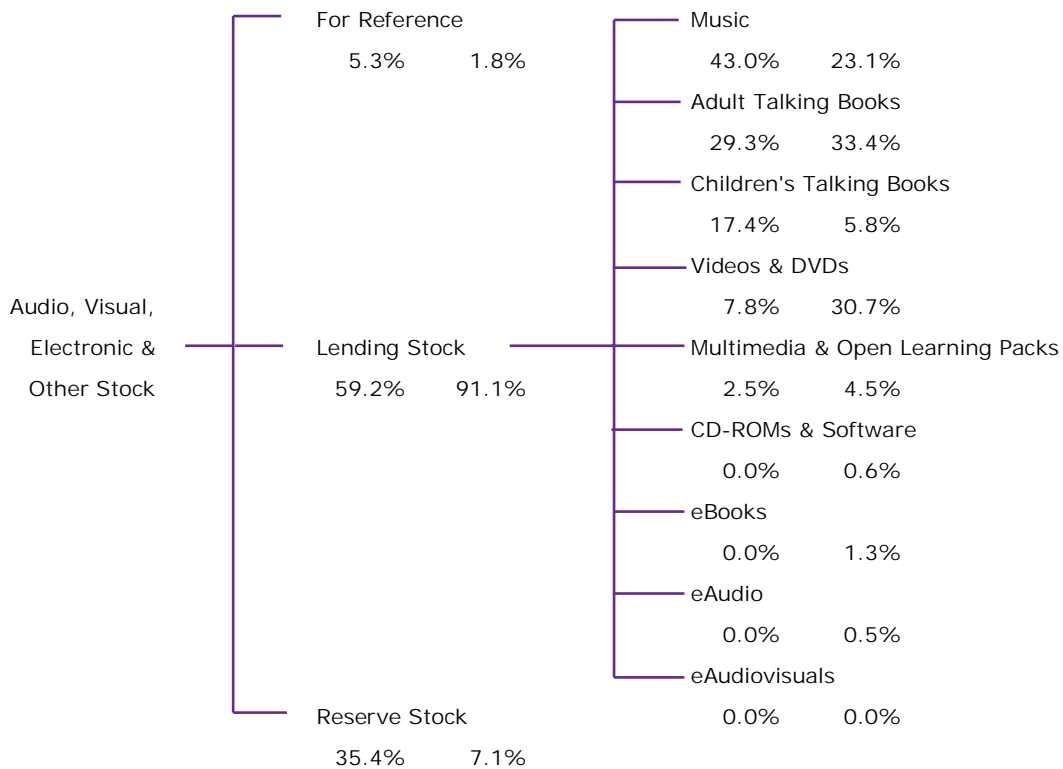 For Reference
5.3% 1.8%
Audio, Visual,
Electronic &
Other Stock
Lending Stock
59.2% 91.1%
Reserve Stock
35.4% 7.1%
Music
43.0% 23.1%
Adult Talking Books
29.3% 33.4%
Children's Talking Books
17.4% 5.8%
Videos & DVDs
7.8% 30.7%
Multimedia & Open Learning Packs
2.5% 4.5%
CD-ROMs & Software
0.0% 0.6%
eBooks
0.0% 1.3%
eAudio
0.0% 0.5%
eAudiovisuals
0.0% 0.0%